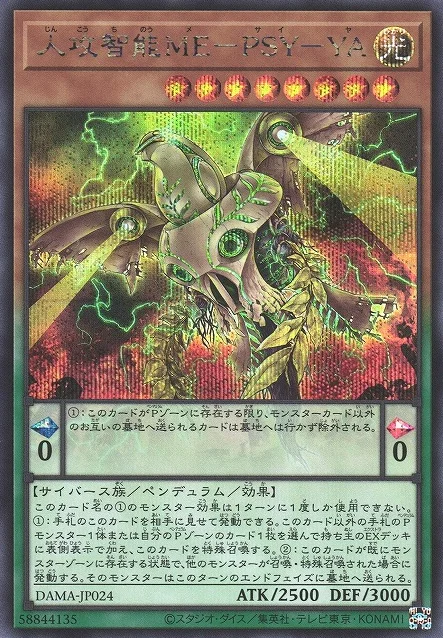 人攻智能ME－PSY－YA
光
①：このカードがPゾーンに存在する限り、モンスターカード以外
のお互いの墓地へ送られるカードは墓地へは行かず除外される。
0
0
【サイバース族／ペンデュラム／効果】
このカード名の①のモンスター効果は1ターンに1度しか使用できない。
①：手札のこのカードを相手に見せて発動できる。このカード以外の手札のP
モンスター1体または自分のPゾーンのカード1枚を選んで持ち主のEXデッキ
に表側表示で加え、このカードを特殊召喚する。②：このカードが既にモンス
ターゾーンに存在する状態で、他のモンスターが召喚・特殊召喚された場合に
発動する。そのモンスターはこのターンのエンドフェイズに墓地へ送られる。
DAMA-JP024
ATK/2500 DEF/3000
58844135
©スタジオ・ダイス／集英社・テレビ東京・KONAMI